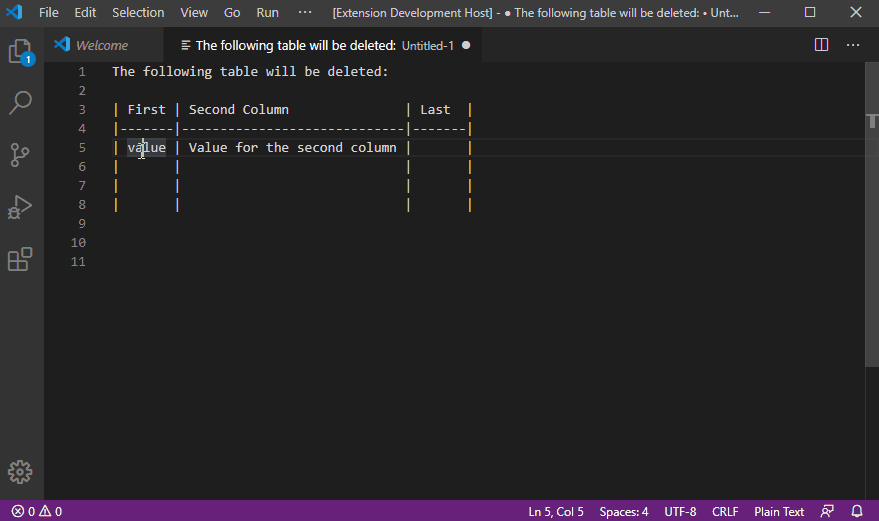 File Edit Selection View Go Run ··· [Extension Development Host] - ● The following table will be deleted: • Unt...
Welcome The following table will be deleted: Untitled-1 ●
1 The following table will be deleted:
2
3 | First | Second Column | Last |
4 |-------|-----------------------------|-------|
5 | value | Value for the second column | |
6 | | | |
7 | | | |
8 | | | |
9
10
11
1
0 0 Ln 5, Col 5 Spaces: 4 UTF-8 CRLF Plain Text